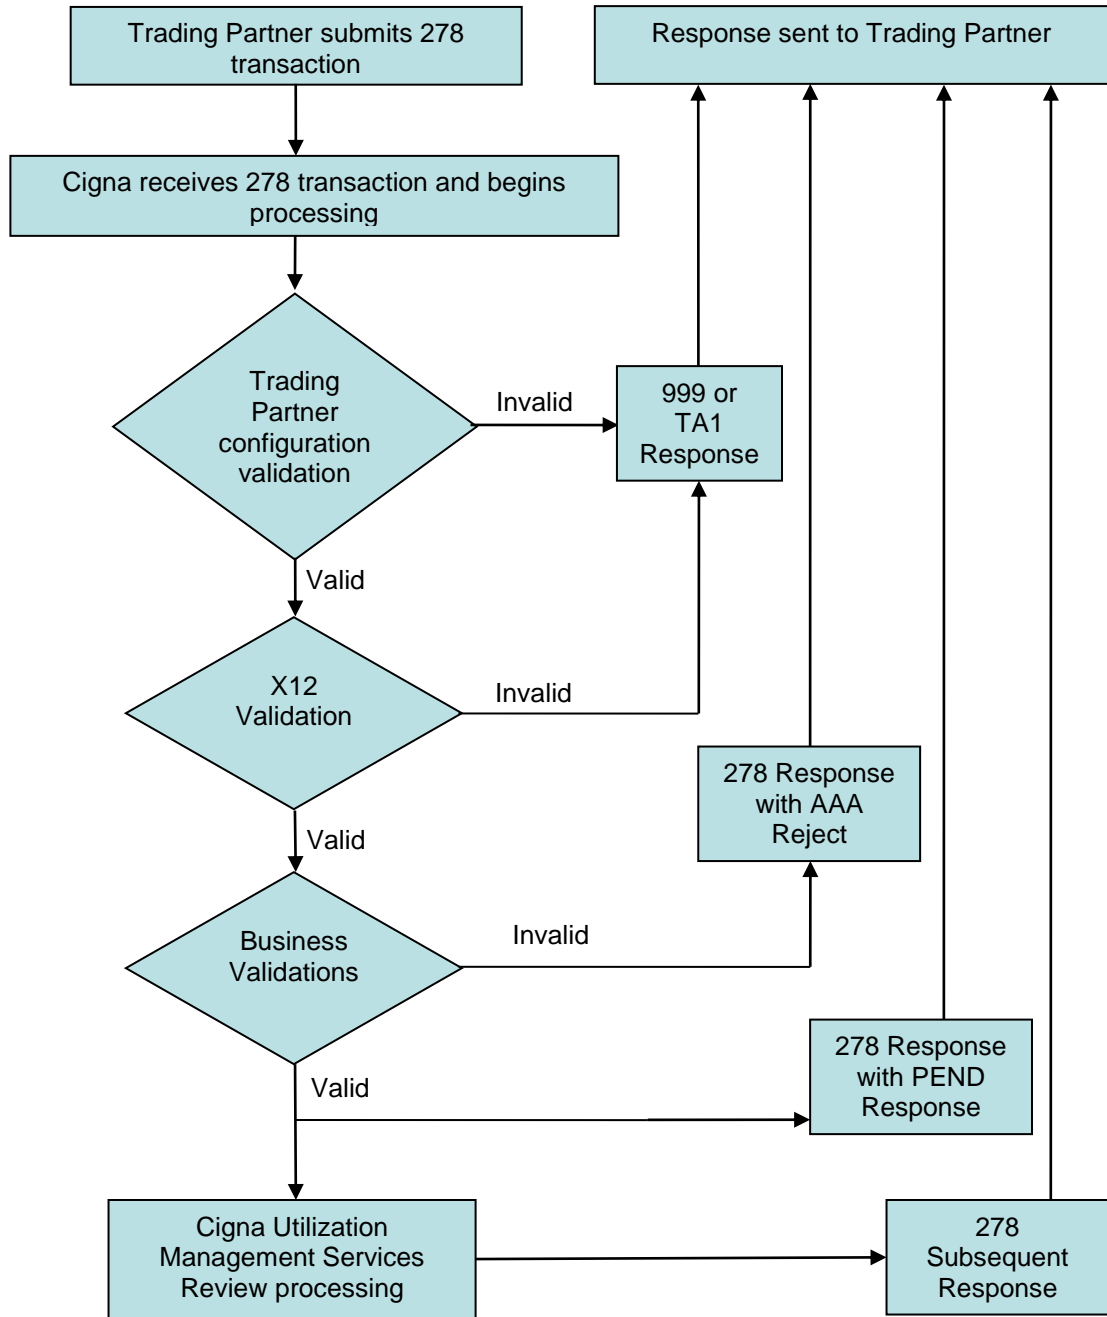 Trading Partner submits 278
transaction
Response sent to Trading Partner
Cigna receives 278 transaction and begins
processing
Trading
Partner
configuration
validation
Invalid
999 or
TA1
Response
Valid
X12
Validation
Invalid
278 Response
with AAA
Reject
Valid
Business
Validations
Invalid
278 Response
with PEND
Response
Valid
Cigna Utilization
Management Services
Review processing
278
Subsequent
Response